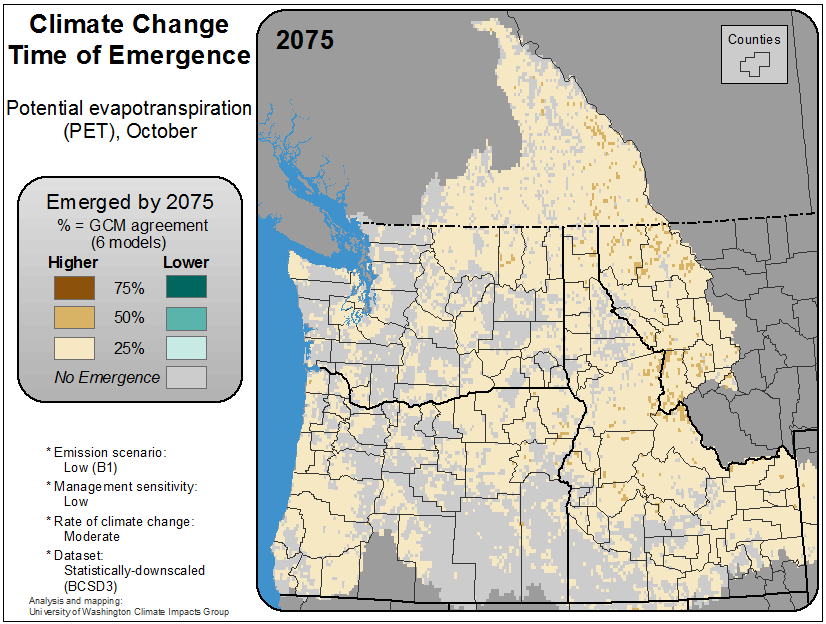 Climate Change
Time of Emergence
Potential evapotranspiration
(PET), October
Emerged by 2075
% = GCM agreement
(6 models)
Higher Lower
75%
50%
25%
No Emergence
* Emission scenario:
Low (B1)
* Management sensitivity:
Low
* Rate of climate change:
Moderate
* Dataset:
Statistically-downscaled
(BCSD3)
Analysis and mapping:
University of Washington Climate Impacts Group
2075
Counties